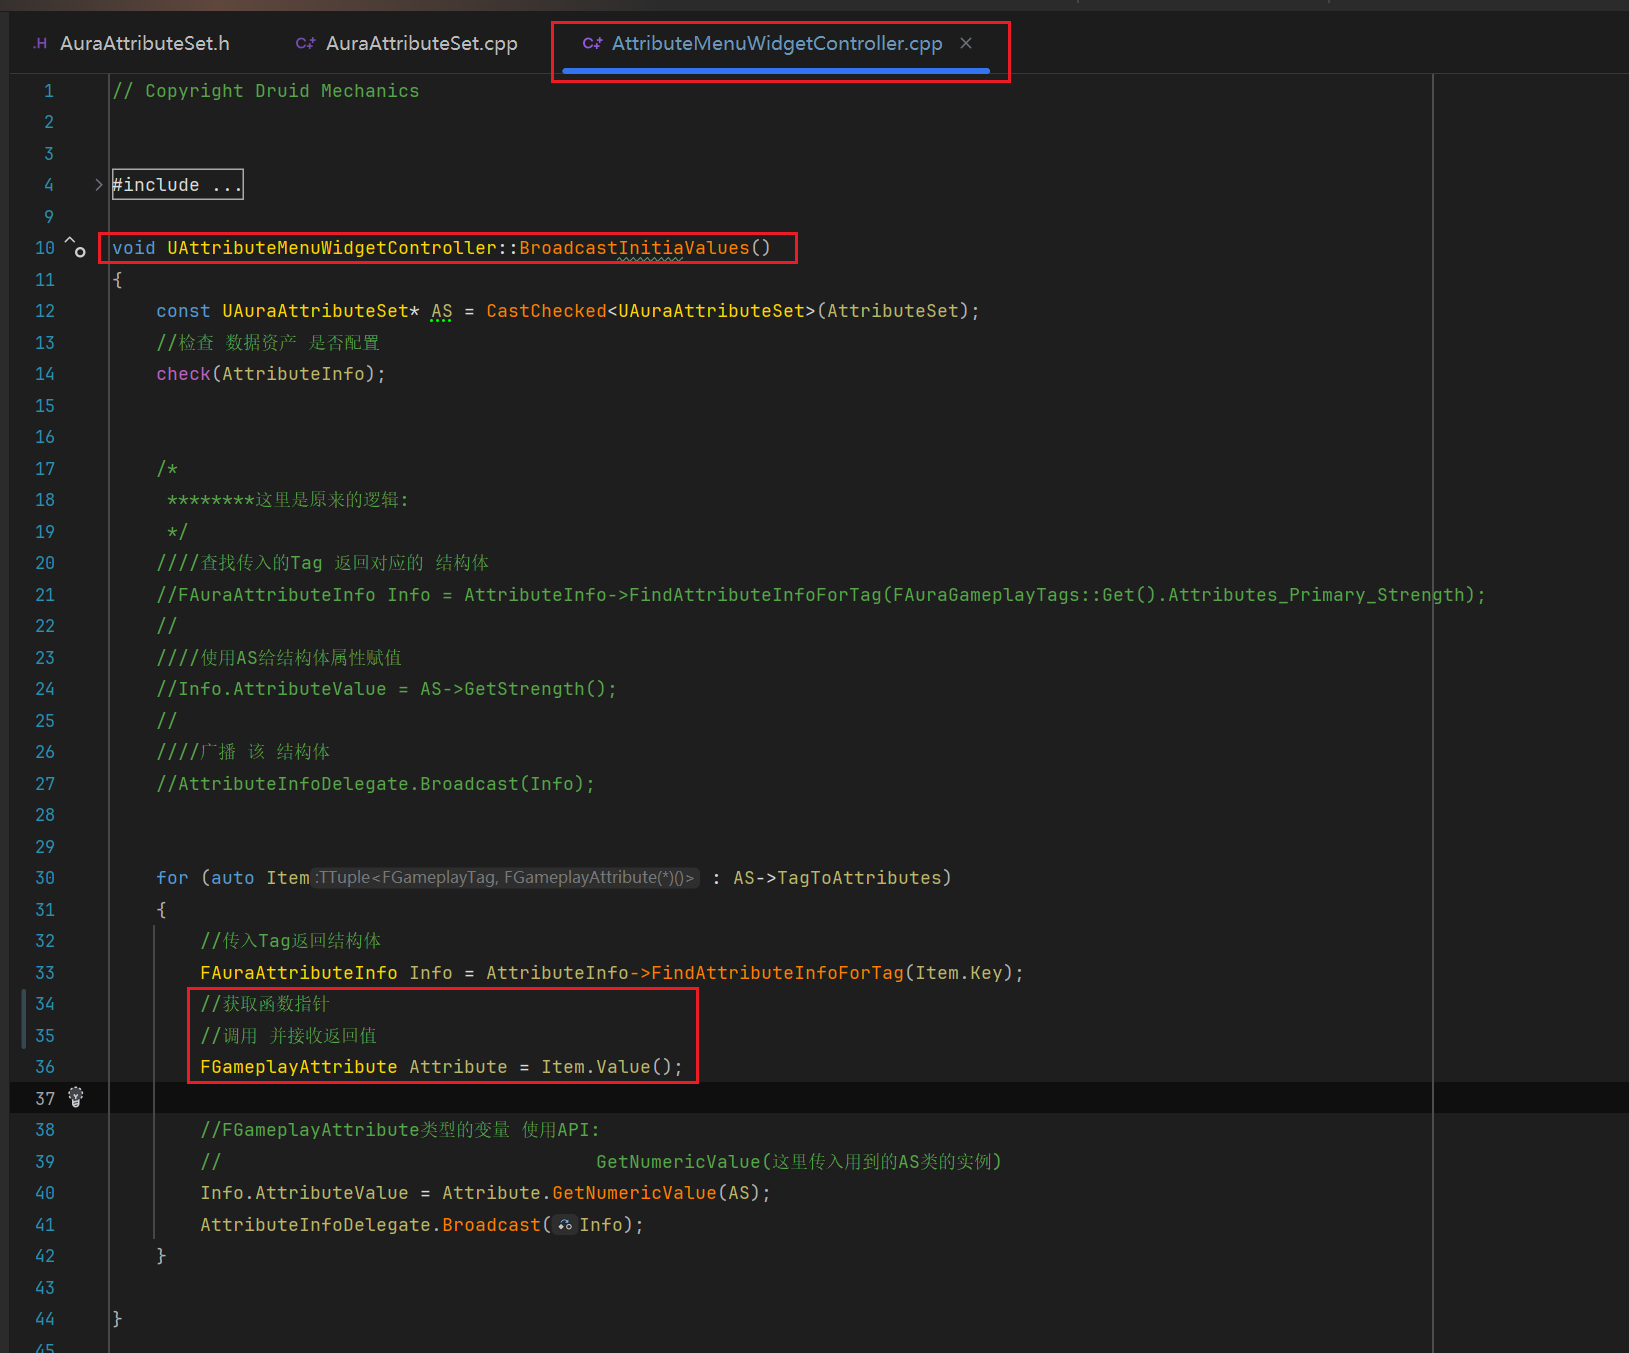 .H AuraAttributeSet.h C++ AuraAttributeSet.cpp C++ AttributeMenuWidgetController.cpp ×
1 // Copyright Druid Mechanics
2
3
4 #include ...
9
10 void UAttributeMenuWidgetController::BroadcastInitiaValues()
11 {
12 const UAuraAttributeSet* AS = CastChecked<UAuraAttributeSet>(AttributeSet);
13 //检查 数据资产 是否配置
14 check(AttributeInfo);
15
16
17 /*
18 ********这里是原来的逻辑:
19 */
20 ////查找传入的Tag 返回对应的 结构体
21 //FAuraAttributeInfo Info = AttributeInfo->FindAttributeInfoForTag(FAuraGameplayTags::Get().Attributes_Primary_Strength);
22 //
23 ////使用AS给结构体属性赋值
24 //Info.AttributeValue = AS->GetStrength();
25 //
26 ////广播 该 结构体
27 //AttributeInfoDelegate.Broadcast(Info);
28
29
30 for (auto Item :TTuple<FGameplayTag, FGameplayAttribute(*)()> : AS->TagToAttributes)
31 {
32 //传入Tag返回结构体
33 FAuraAttributeInfo Info = AttributeInfo->FindAttributeInfoForTag(Item.Key);
34 //获取函数指针
35 //调用 并接收返回值
36 FGameplayAttribute Attribute = Item.Value();
37
38 //FGameplayAttribute类型的变量 使用API:
39 // GetNumericValue(这里传入用到的AS类的实例)
40 Info.AttributeValue = Attribute.GetNumericValue(AS);
41 AttributeInfoDelegate.Broadcast(Info);
42 }
43
44 }
45